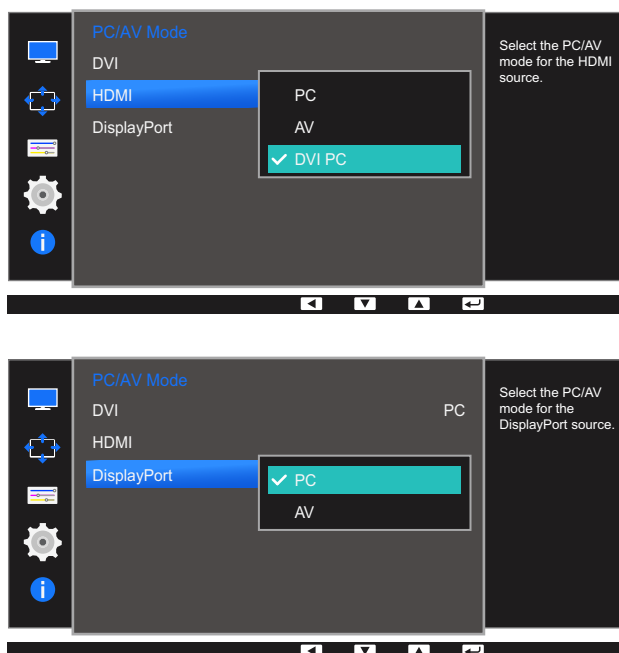 PC/AV Mode
DVI
HDMI
DisplayPort
PC
AV
DVI PC
Select the PC/AV
mode for the HDMI
source.
PC/AV Mode
DVI PC
HDMI
DisplayPort
PC
AV
Select the PC/AV
mode for the
DisplayPort source.